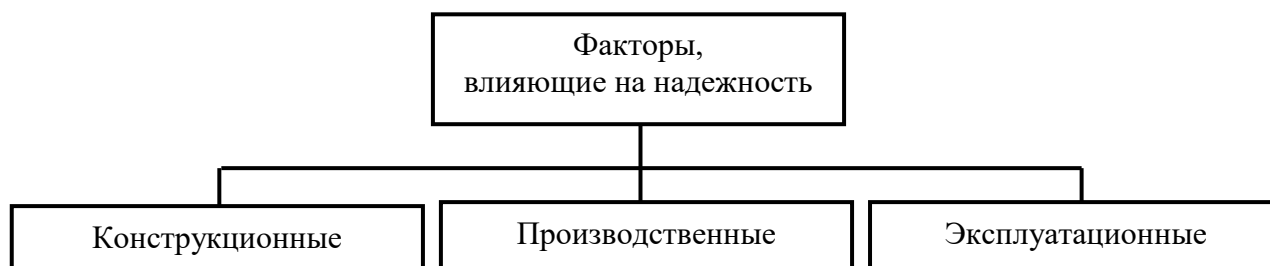 Факторы,
влияющие на надежность
Конструкционные
Производственные
Эксплуатационные